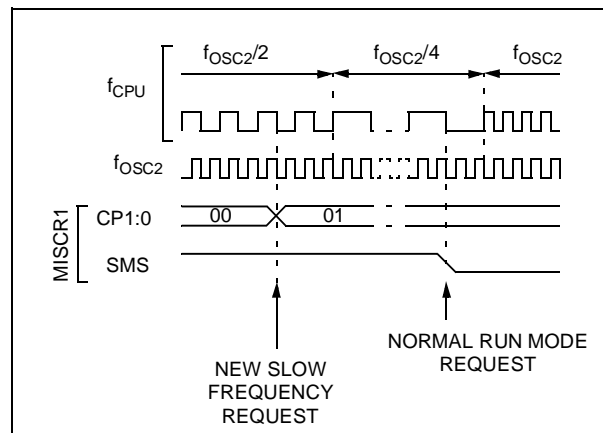 fOSC2/2 fOSC2/4 fOSC2
fCPU
fOSC2
MISCR1
CP1:0 00 01
SMS
NEW SLOW
FREQUENCY
REQUEST
NORMAL RUN MODE
REQUEST